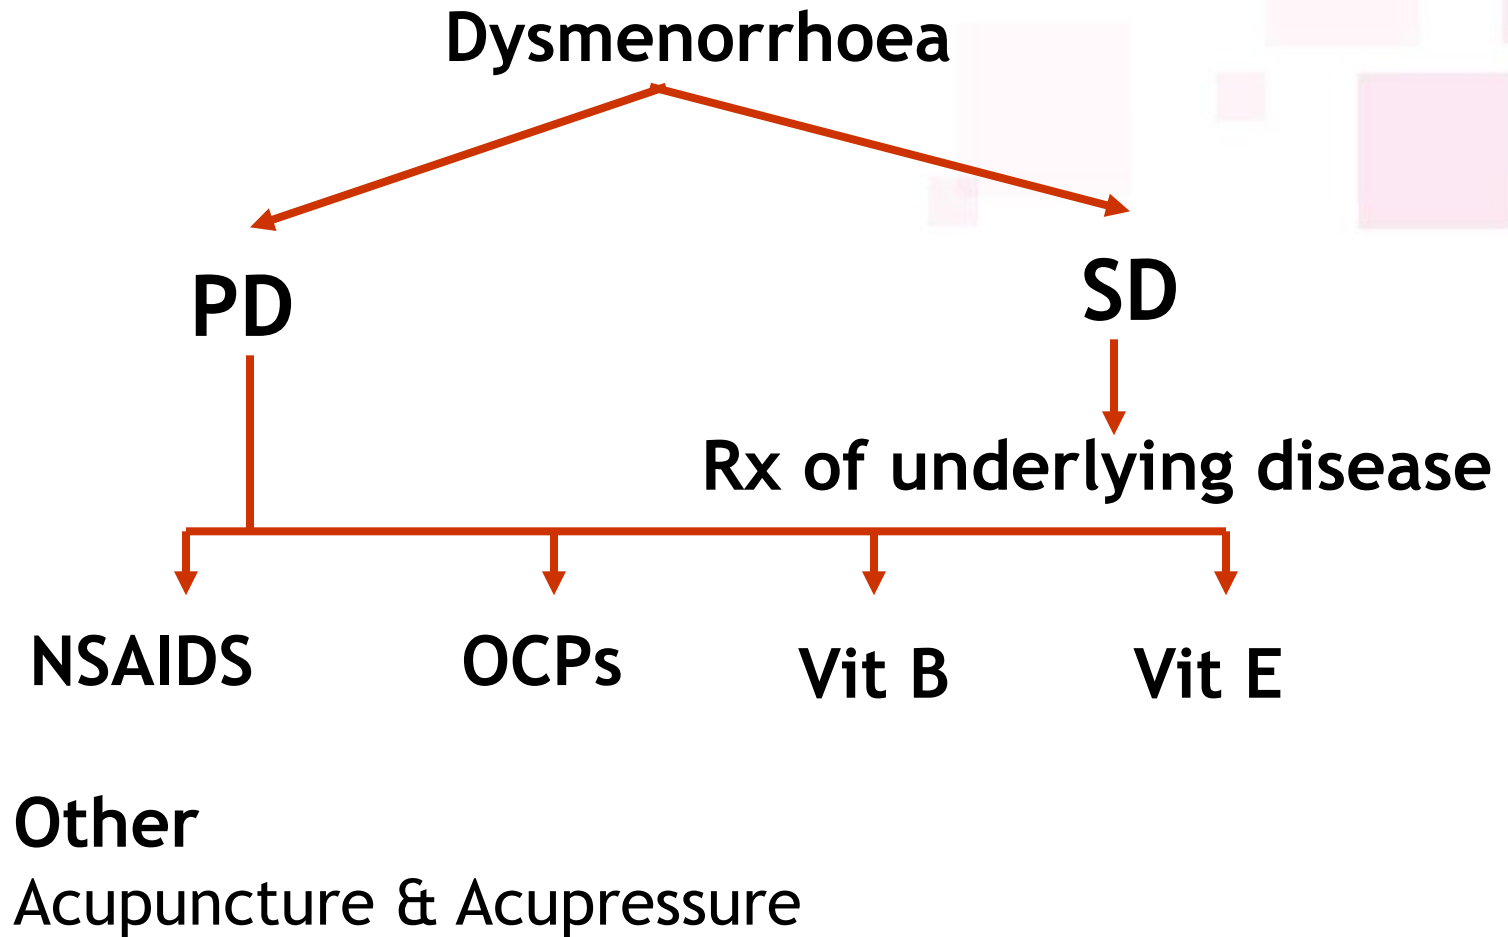 Dysmenorrhoea
PD
SD
Rx of underlying disease
NSAIDS
OCPs
Vit B
Vit E
Other
Acupuncture & Acupressure